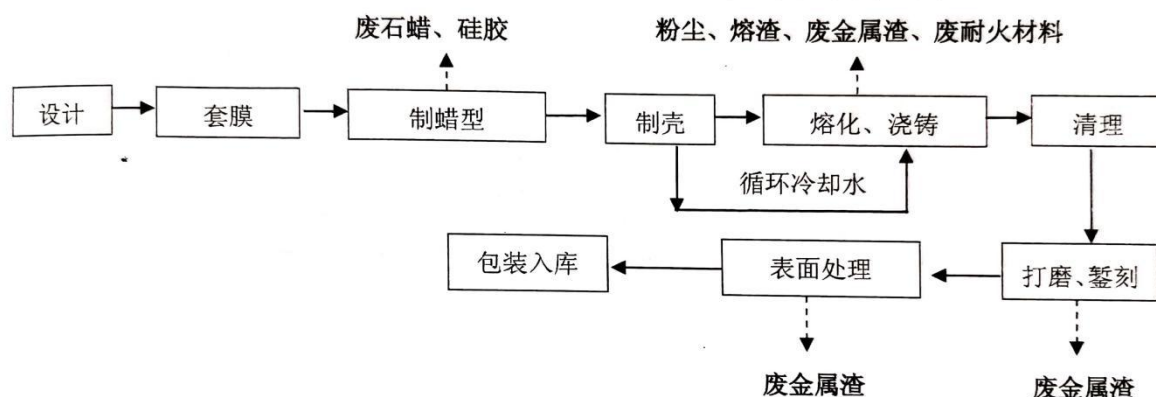 废石蜡、硅胶
粉尘、熔渣、废金属渣、废耐火材料
设计
套膜
制蜡型
制壳
熔化、浇铸
清理
循环冷却水
包装入库
表面处理
打磨、錾刻
废金属渣
废金属渣